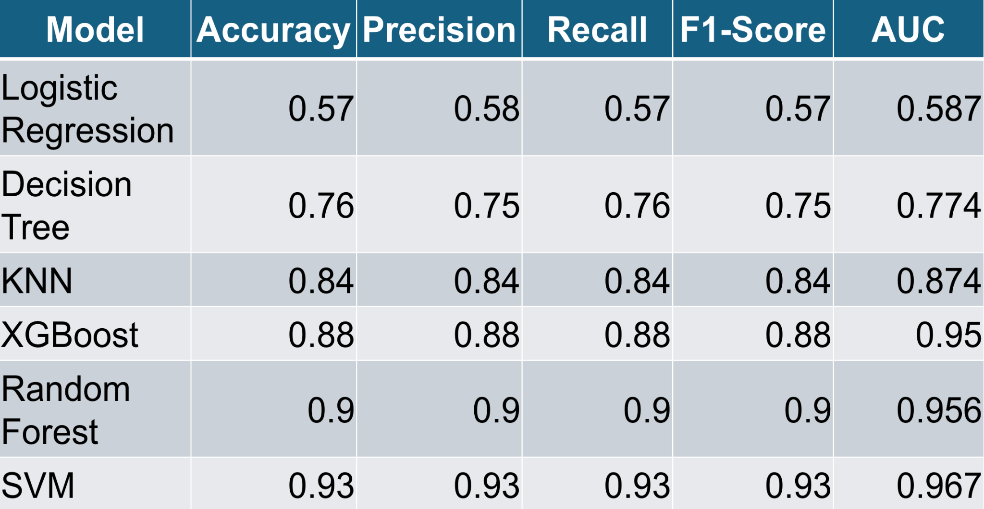 Model Accuracy Precision Recall F1-Score AUC
Logistic
Regression 0.57 0.58 0.57 0.57 0.587
Decision
Tree 0.76 0.75 0.76 0.75 0.774
KNN 0.84 0.84 0.84 0.84 0.874
XGBoost 0.88 0.88 0.88 0.88 0.95
Random
Forest 0.9 0.9 0.9 0.9 0.956
SVM 0.93 0.93 0.93 0.93 0.967